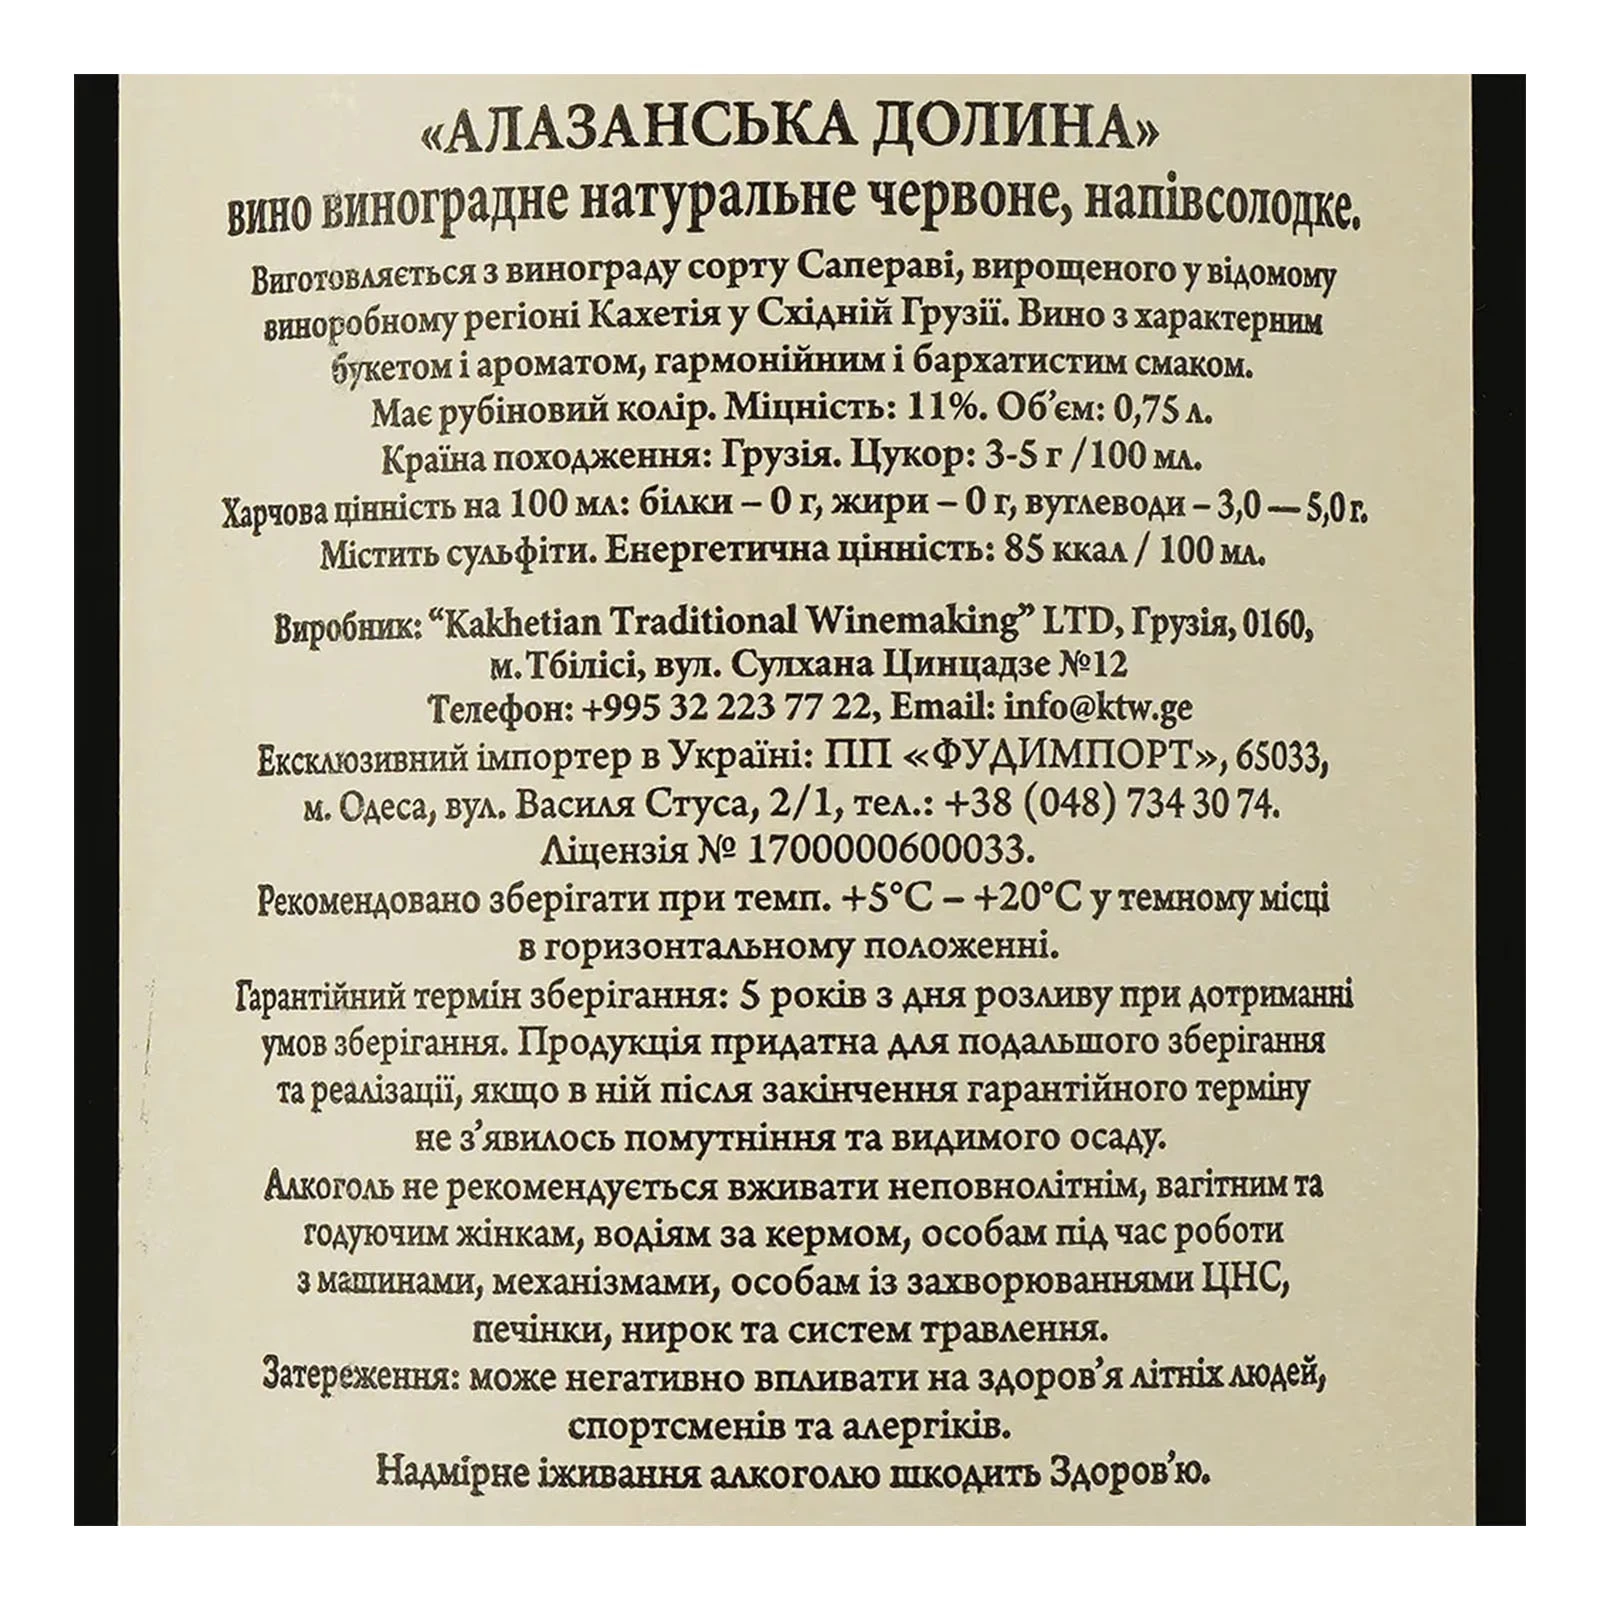 «АЛАЗАНСЬКА ДОЛИНА»
вино виноградне натуральне червоне, напівсолодке.
Виготовляється з винограду сорту Сапераві, вирощеного у відомому
виноробному регіоні Кахетія у Східній Грузії. Вино з характерним
букетом і ароматом, гармонійним і бархатистим смаком.
Має рубіновий колір. Міцність: 11%. Об’єм: 0,75 л.
Країна походження: Грузія. Цукор: 3-5 г /100 мл.
Харчова цінність на 100 мл: білки – 0 г, жири – 0 г, вуглеводи – 3,0 — 5,0 г.
Містить сульфіти. Енергетична цінність: 85 ккал / 100 мл.
Виробник: “Kakhetian Traditional Winemaking” LTD, Грузія, 0160,
м. Тбілісі, вул. Сулхана Цинцадзе №12
Телефон: +995 32 223 77 22, Email: info@ktw.ge
Ексклюзивний імпортер в Україні: ПП «ФУДИМПОРТ», 65033,
м. Одеса, вул. Василя Стуса, 2/1, тел.: +38 (048) 734 30 74.
Ліцензія № 1700000600033.
Рекомендовано зберігати при темп. +5°C – +20°C у темному місці
в горизонтальному положенні.
Гарантійний термін зберігання: 5 років з дня розливу при дотриманні
умов зберігання. Продукція придатна для подальшого зберігання
та реалізації, якщо в ній після закінчення гарантійного терміну
не з’явилось помутніння та видимого осаду.
Алкоголь не рекомендується вживати неповнолітнім, вагітним та
годуючим жінкам, водіям за кермом, особам під час роботи
з машинами, механізмами, особам із захворюваннями ЦНС,
печінки, нирок та систем травлення.
Затереження: може негативно впливати на здоров’я літніх людей,
спортсменів та алергіків.
Надмірне іживання алкоголю шкодить Здоров’ю.